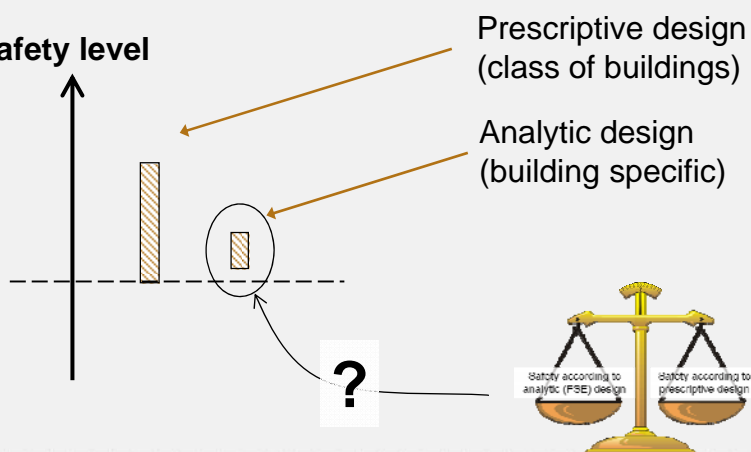 afety level
Prescriptive design
(class of buildings)
Analytic design
(building specific)
?
Safety according to
analytic (FSE) design
Safety according to
prescriptive design